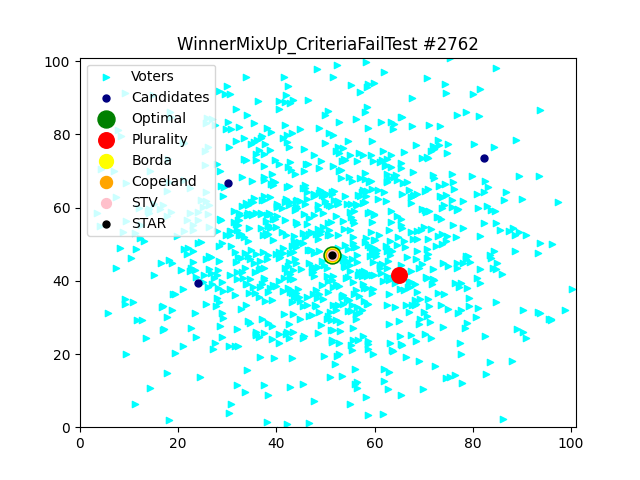 WinnerMixUp_CriteriaFailTest #2762
Voters
Candidates
Optimal
Plurality
Borda
Copeland
STV
STAR
100
80
60
40
20
0
0 20 40 60 80 100